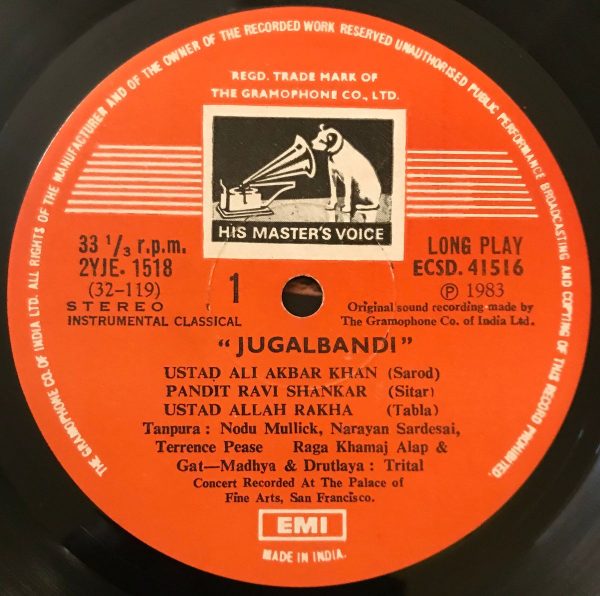 THE GRAMOPHONE CO. OF INDIA LTD. ALL RIGHTS OF THE MANUFACTURER AND OF THE OWNER OF THE RECORDED WORK RESERVED UNAUTHORISED PUBLIC PERFORMANCE BROADCASTING AND COPYING OF THIS RECORD PROHIBITED.
REGD. TRADE MARK OF
THE GRAMOPHONE CO., LTD.
HIS MASTER'S VOICE
33 1/3 r.p.m.
2YJE. 1518
(32-119)
STEREO
INSTRUMENTAL CLASSICAL
1
LONG PLAY
ECSD. 41516
℗ 1983
Original sound recording made by
The Gramophone Co. of India Ltd.
"JUGALBANDI"
USTAD ALI AKBAR KHAN (Sarod)
PANDIT RAVI SHANKAR (Sitar)
USTAD ALLAH RAKHA (Tabla)
Tanpura : Nodu Mullick, Narayan Sardesai,
Terrence Pease Raga Khamaj Alap &
Gat—Madhya & Drutlaya : Trital
Concert Recorded At The Palace of
Fine Arts, San Francisco.
EMI
MADE IN INDIA.